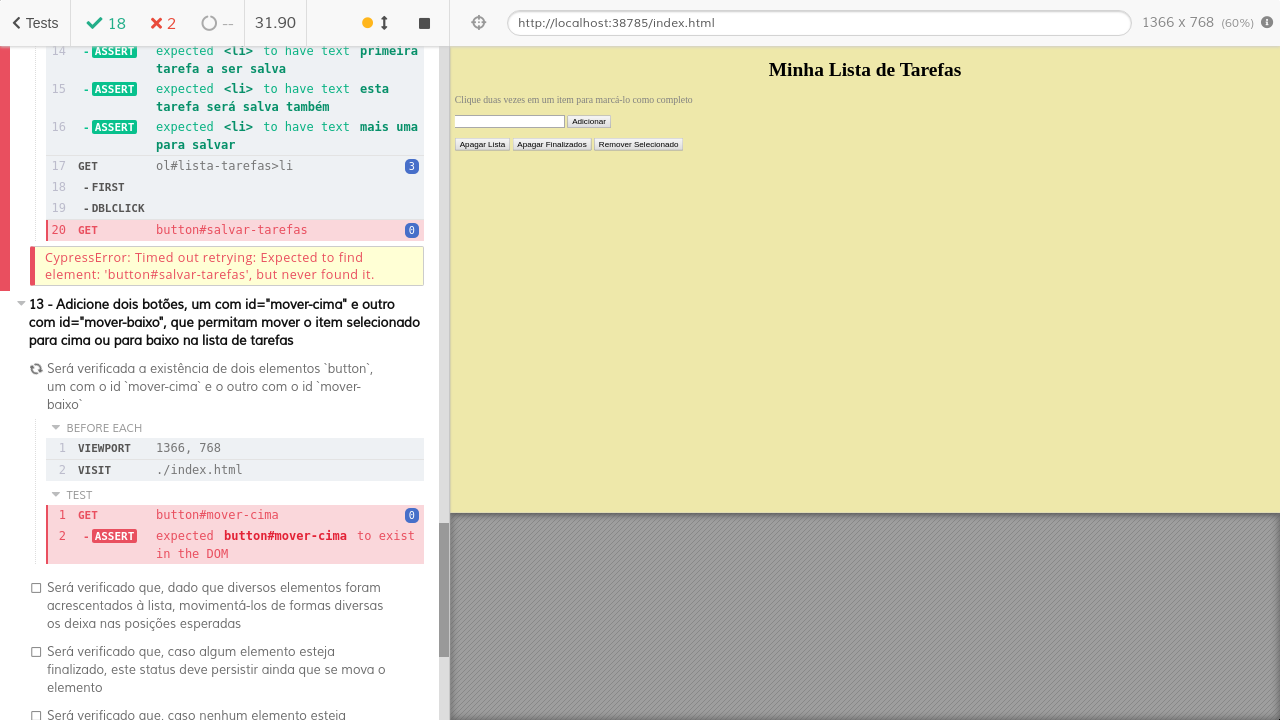 Tests 18 2 -- 31.90
http://localhost:38785/index.html 1366 x 768 (60%)
14 - ASSERT expected <li> to have text primeira
tarefa a ser salva
15 - ASSERT expected <li> to have text esta
tarefa será salva também
16 - ASSERT expected <li> to have text mais uma
para salvar
17 GET ol#lista-tarefas>li 3
18 - FIRST
19 - DBLCLICK
20 GET button#salvar-tarefas 0
CypressError: Timed out retrying: Expected to find
element: 'button#salvar-tarefas', but never found it.
13 - Adicione dois botões, um com id="mover-cima" e outro
com id="mover-baixo", que permitam mover o item selecionado
para cima ou para baixo na lista de tarefas
Será verificada a existência de dois elementos `button`,
um com o id `mover-cima` e o outro com o id `mover-
baixo`
BEFORE EACH
1 VIEWPORT 1366, 768
2 VISIT ./index.html
TEST
1 GET button#mover-cima 0
2 - ASSERT expected button#mover-cima to exist
in the DOM
Será verificado que, dado que diversos elementos foram
acrescentados à lista, movimentá-los de formas diversas
os deixa nas posições esperadas
Será verificado que, caso algum elemento esteja
finalizado, este status deve persistir ainda que se mova o
elemento
Será verificado que, caso nenhum elemento esteja
Minha Lista de Tarefas
Clique duas vezes em um item para marcá-lo como completo
Adicionar
Apagar Lista Apagar Finalizados Remover Selecionado